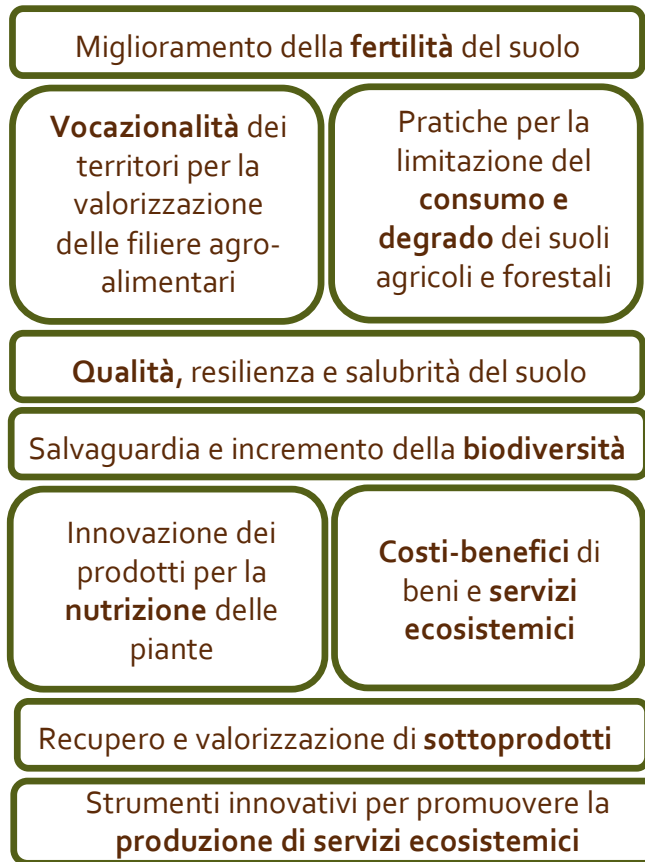 Miglioramento della fertilità del suolo
Vocazionalità dei
territori per la
valorizzazione
delle filiere agro-
alimentari
Pratiche per la
limitazione del
consumo e
degrado dei suoli
agricoli e forestali
Qualità, resilienza e salubrità del suolo
Salvaguardia e incremento della biodiversità
Innovazione dei
prodotti per la
nutrizione delle
piante
Costi-benefici di
beni e servizi
ecosistemici
Recupero e valorizzazione di sottoprodotti
Strumenti innovativi per promuovere la
produzione di servizi ecosistemici